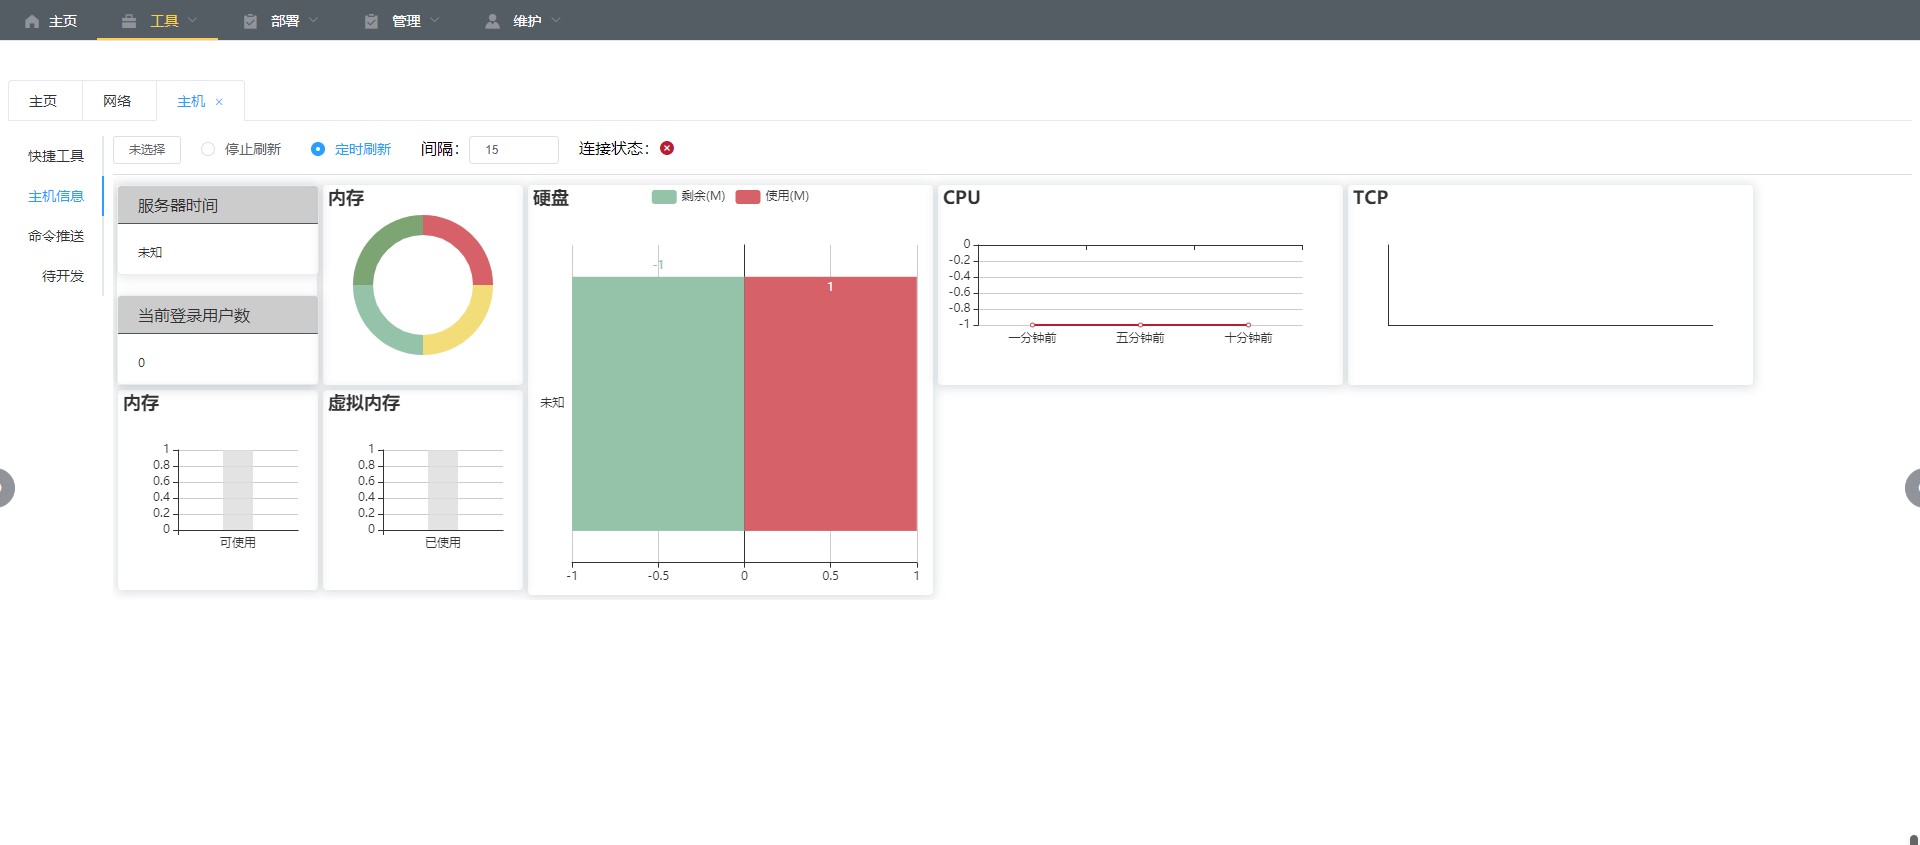 主页 工具 部署 管理 维护
主页 网络 主机 ×
快捷工具
主机信息
命令推送
待开发
未选择 停止刷新 定时刷新 间隔: 15 连接状态:
服务器时间
未知
当前登录用户数
0
内存
硬盘
剩余(M) 使用(M)
-1
1
未知
-1 -0.5 0 0.5 1
CPU
0
-0.2
-0.4
-0.6
-0.8
-1
一分钟前 五分钟前 十分钟前
TCP
内存
1
0.8
0.6
0.4
0.2
0
可使用
虚拟内存
1
0.8
0.6
0.4
0.2
0
已使用